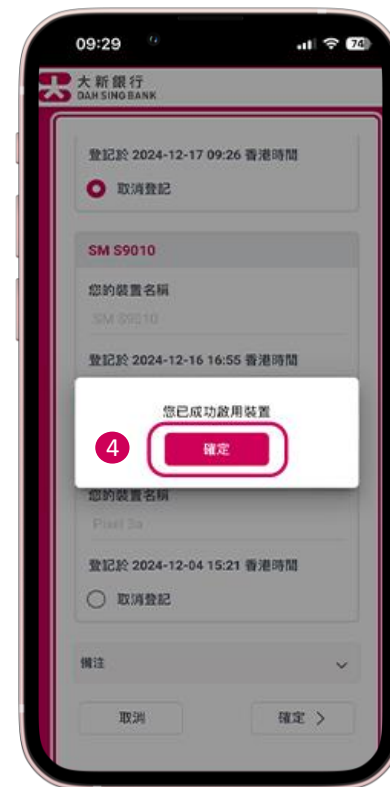 09:29
74
大新銀行
DAH SING BANK
登記於 2024-12-17 09:26 香港時間
取消登記
SM S9010
您的裝置名稱
SM S9010
登記於 2024-12-16 16:55 香港時間
您已成功啟用裝置
4
確定
您的裝置名稱
Pixel 3a
登記於 2024-12-04 15:21 香港時間
取消登記
備注
取消
確定